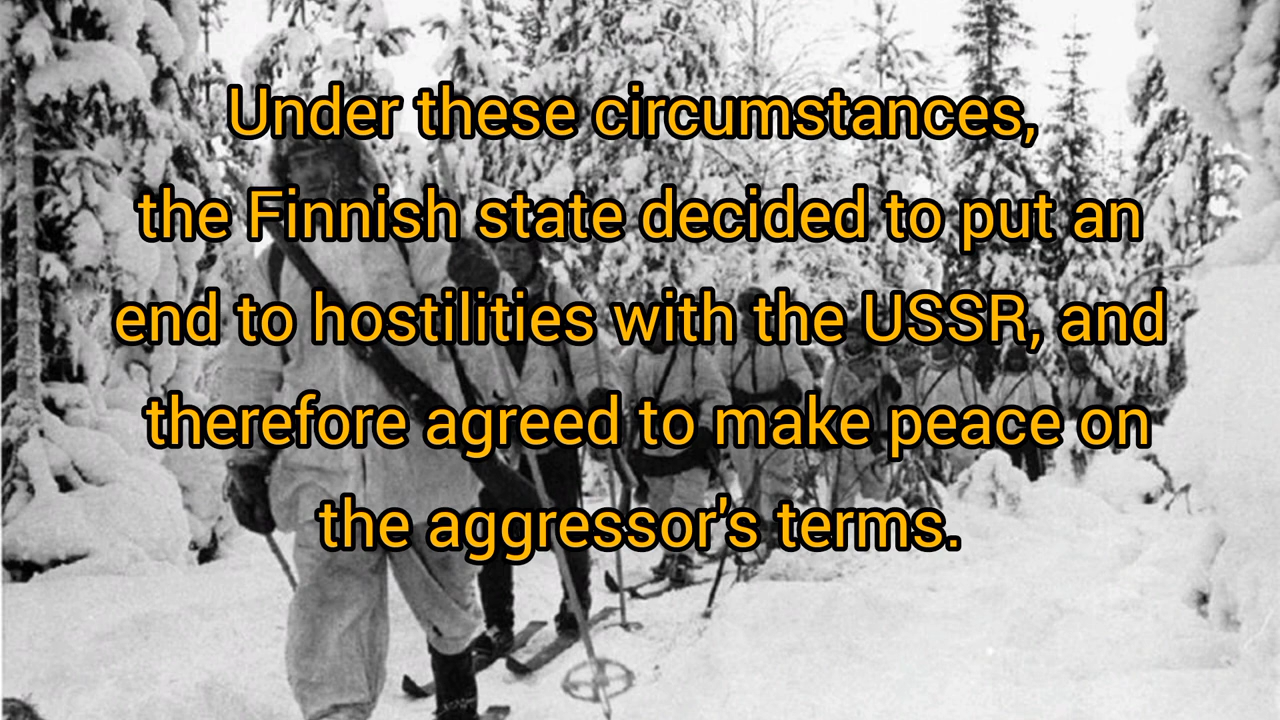 Under these circumstances,
the Finnish state decided to put an
end to hostilities with the USSR, and
therefore agreed to make peace on
the aggressor's terms.